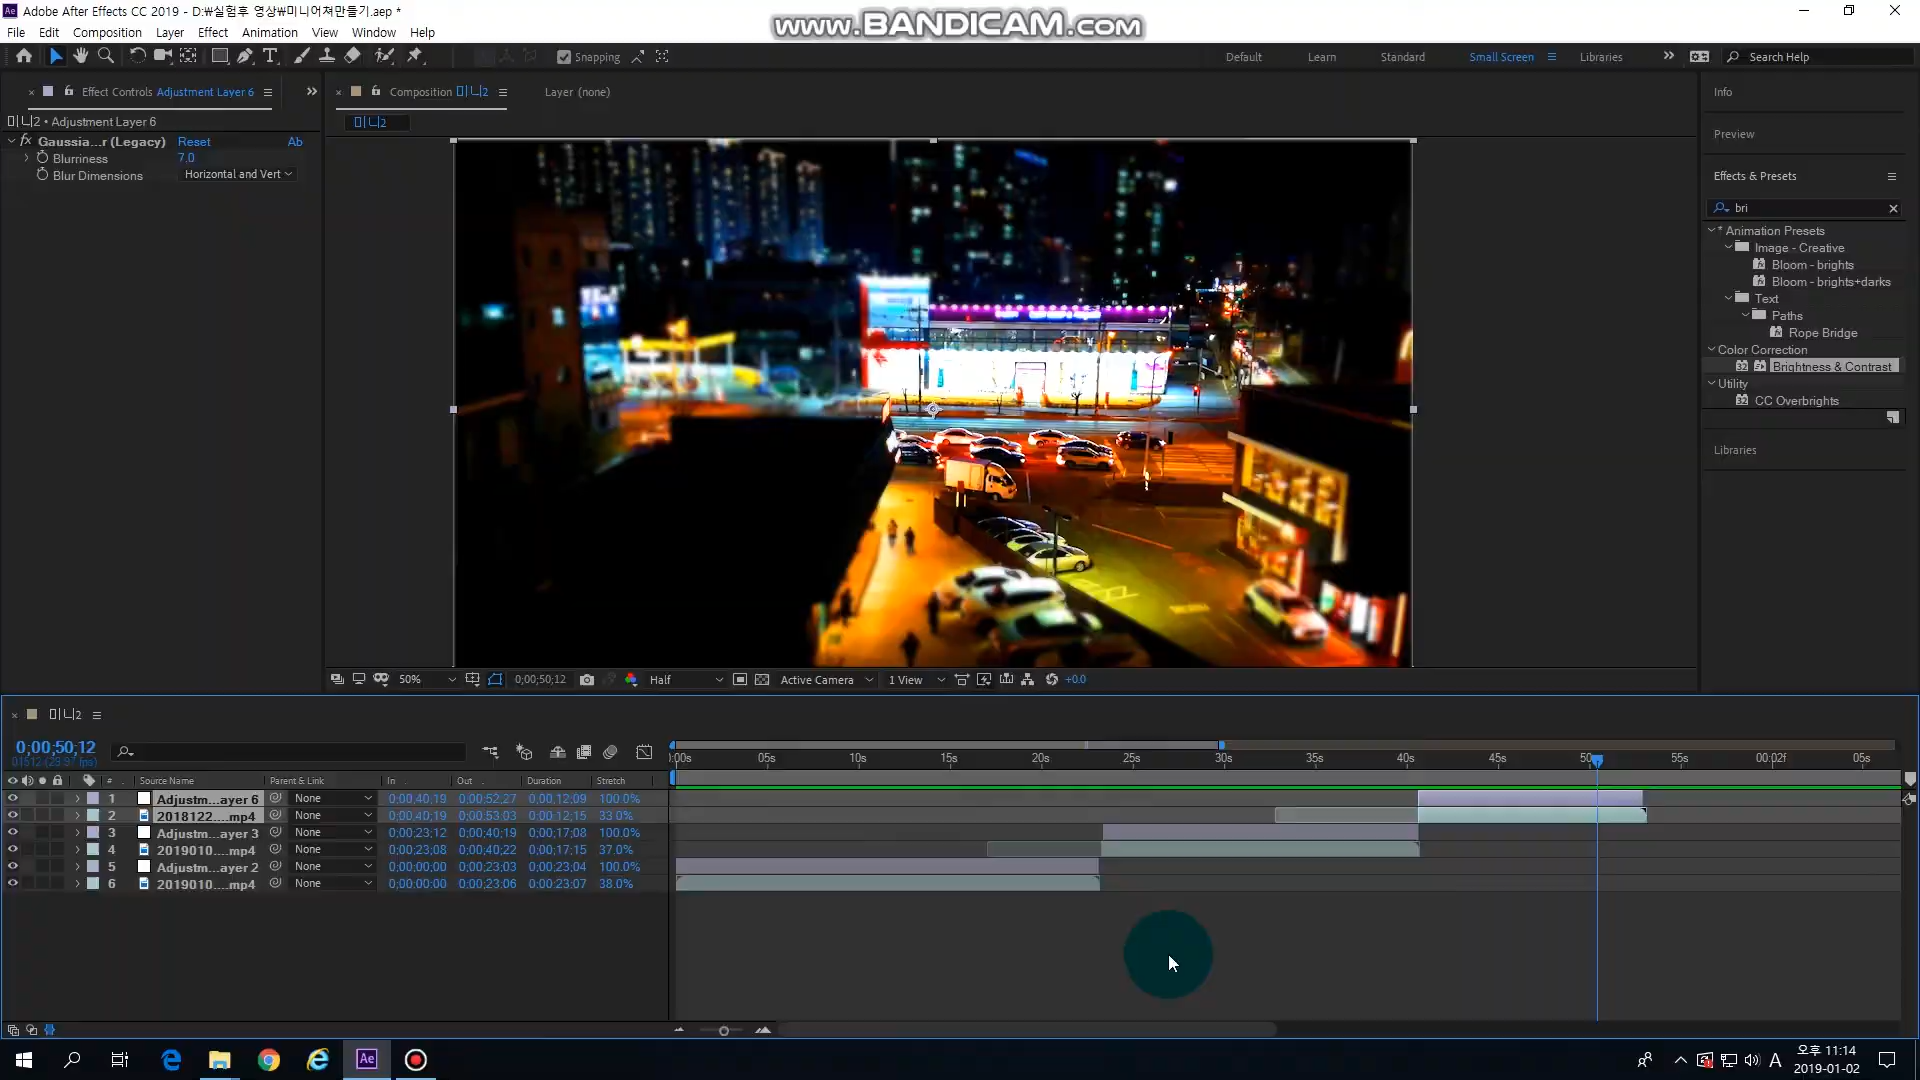 Adobe After Effects CC 2019 - D:₩실험후 영상₩미니어쳐만들기.aep *
www.BANDICAM.com
File Edit Composition Layer Effect Animation View Window Help
Snapping
Default Learn Standard Small Screen Libraries
Search Help
Effect Controls Adjustment Layer 6
Composition 미니2
Layer (none)
Info
미니2 • Adjustment Layer 6
미니2
Gaussia...r (Legacy) Reset Ab
Preview
Blurriness 7.0
Blur Dimensions Horizontal and Vert
Effects & Presets
bri
* Animation Presets
Image - Creative
Bloom - brights
Bloom - brights+darks
Text
Paths
Rope Bridge
Color Correction
Brightness & Contrast
Utility
CC Overbrights
Libraries
50% 0;00;50;12 Half Active Camera 1 View +0.0
미니2
0;00;50;12
01512 (29.97 fps)
:00s 05s 10s 15s 20s 25s 30s 35s 40s 45s 50s 55s 00:02f 05s
# Source Name Parent & Link In Out Duration Stretch
1 Adjustm...ayer 6 None 0;00;40;19 0;00;52;27 0;00;12;09 100.0%
2 2018122....mp4 None 0;00;40;19 0;00;53;03 0;00;12;15 33.0%
3 Adjustm...ayer 3 None 0;00;23;12 0;00;40;19 0;00;17;08 100.0%
4 2019010....mp4 None 0;00;23;08 0;00;40;22 0;00;17;15 37.0%
5 Adjustm...ayer 2 None 0;00;00;00 0;00;23;03 0;00;23;04 100.0%
6 2019010....mp4 None 0;00;00;00 0;00;23;06 0;00;23;07 38.0%
Ae
A
오후 11:14
2019-01-02